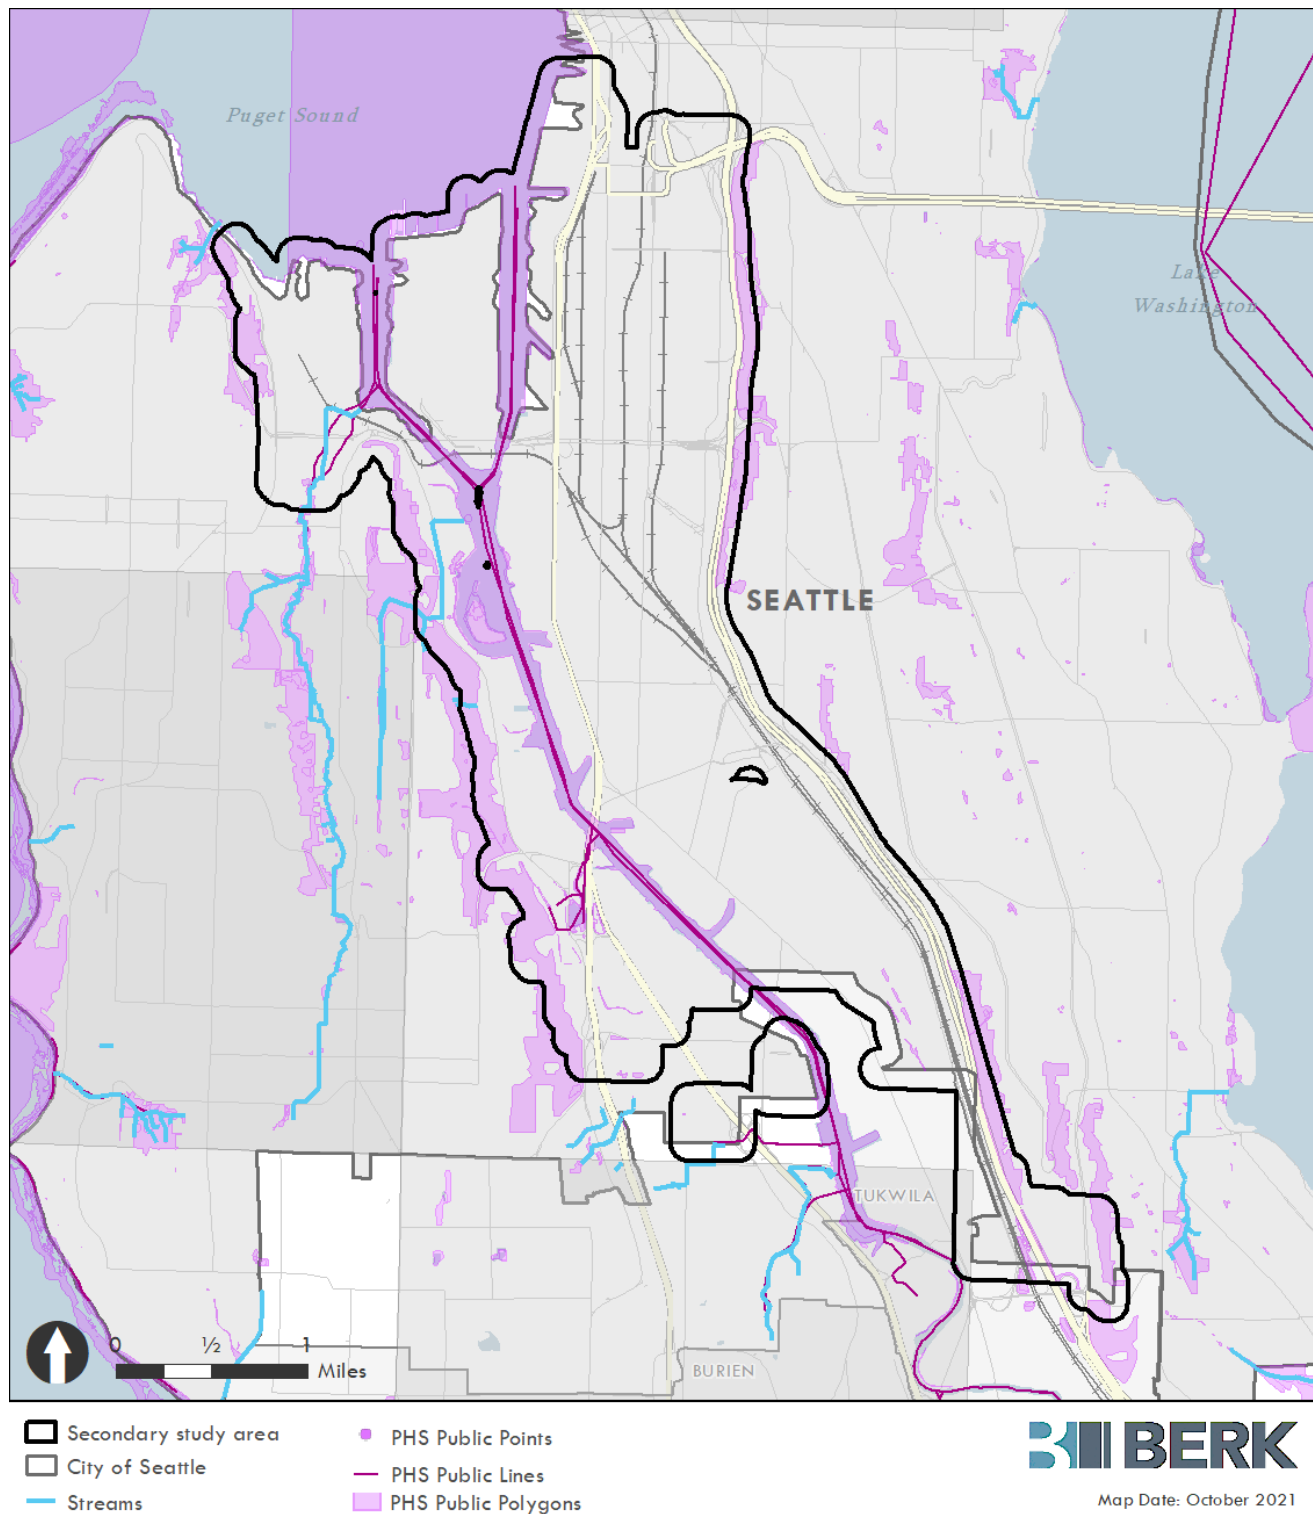 Puget Sound
Lake
Washington
SEATTLE
TUKWILA
BURIEN
0 ½ 1
Miles
Secondary study area
City of Seattle
Streams
PHS Public Points
PHS Public Lines
PHS Public Polygons
BERK
Map Date: October 2021